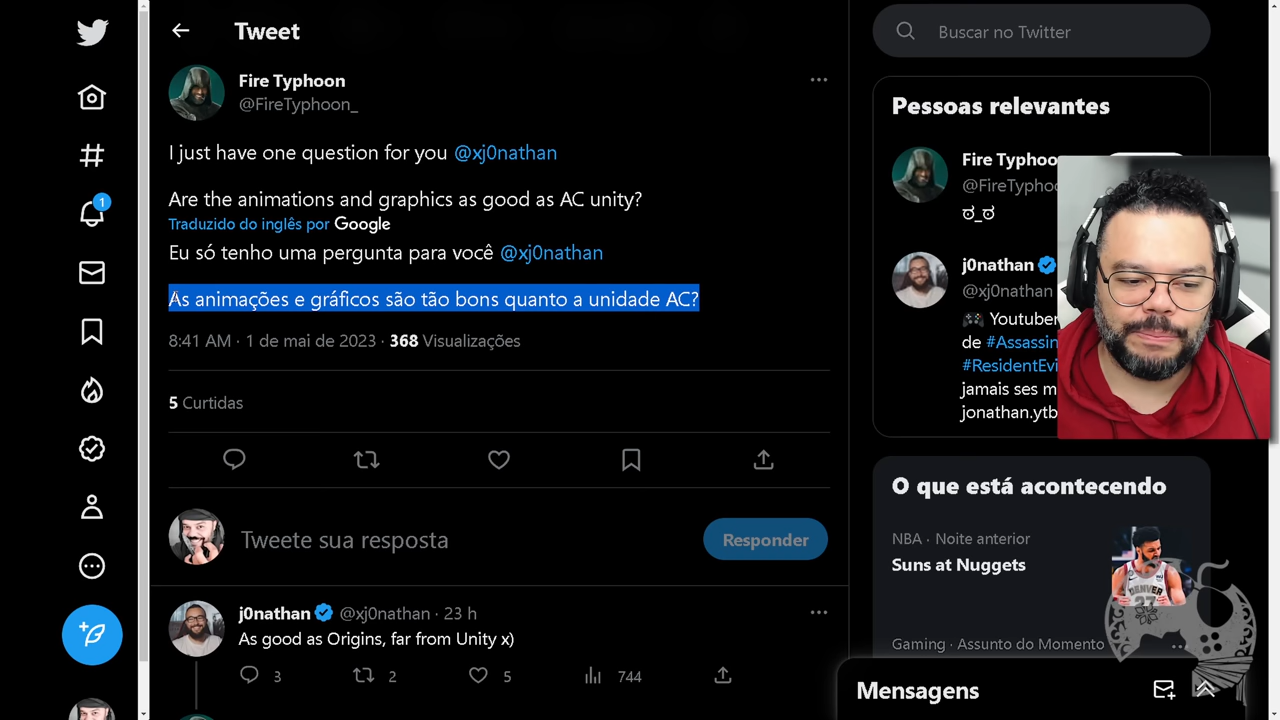 Tweet
Fire Typhoon
@FireTyphoon_
I just have one question for you @xj0nathan
Are the animations and graphics as good as AC unity?
Traduzido do inglês por Google
Eu só tenho uma pergunta para você @xj0nathan
As animações e gráficos são tão bons quanto a unidade AC?
8:41 AM · 1 de mai de 2023 · 368 Visualizações
5 Curtidas
Tweete sua resposta
Responder
j0nathan @xj0nathan · 23 h
As good as Origins, far from Unity x)
3
2
5
744
1
Buscar no Twitter
Pessoas relevantes
Fire Typhoo
@FireTypho
ಠ_ಠ
j0nathan
@xj0nathan
🎮 Youtuber
de #Assassin
#ResidentEvi
jamais ses m
jonathan.ytb
O que está acontecendo
NBA · Noite anterior
Suns at Nuggets
Gaming · Assunto do Momento
Mensagens